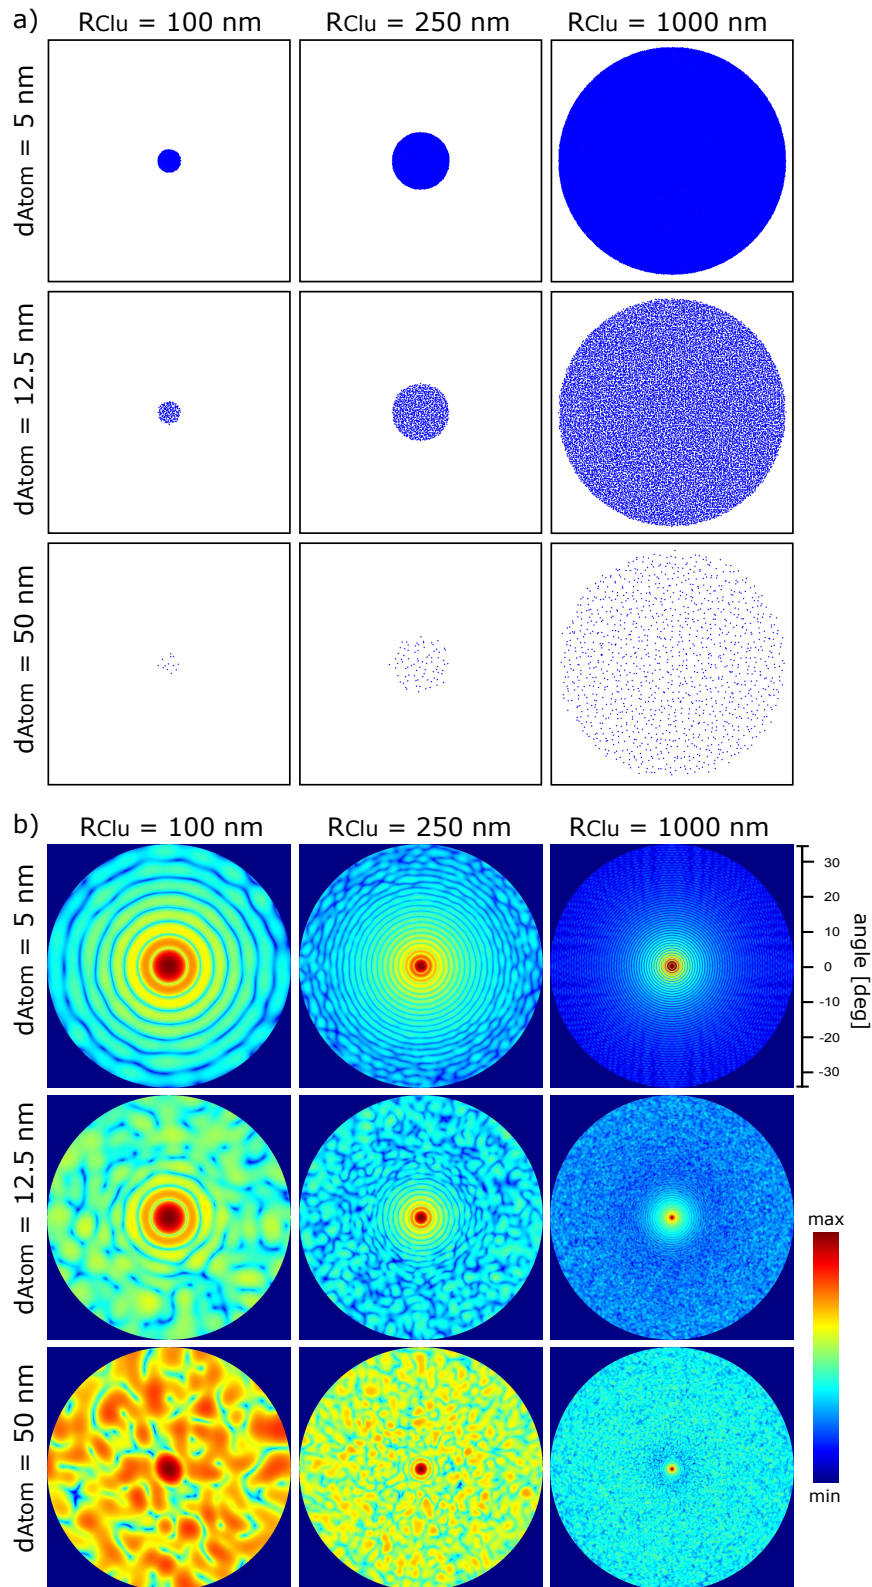 a)
RClu = 100 nm RClu = 250 nm RClu = 1000 nm
dAtom = 5 nm
dAtom = 12.5 nm
dAtom = 50 nm
b)
RClu = 100 nm RClu = 250 nm RClu = 1000 nm
dAtom = 5 nm
30
20
10
0
-10
-20
-30
angle [deg]
dAtom = 12.5 nm
max
min
dAtom = 50 nm